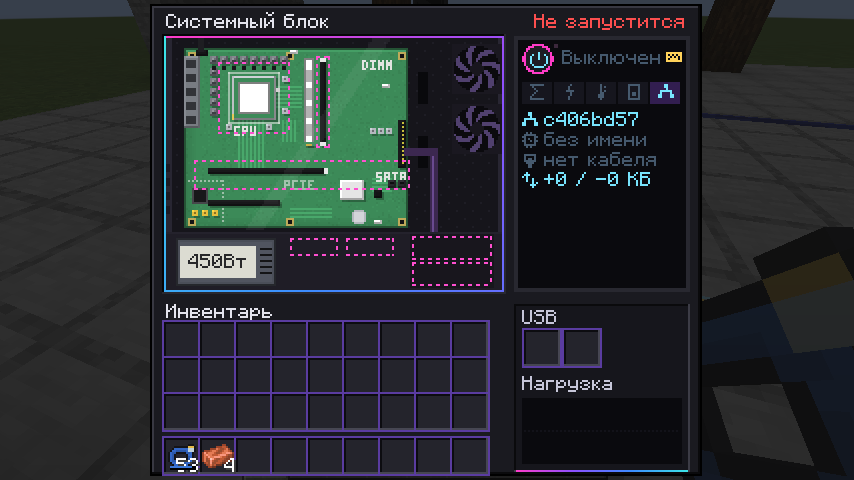 Системный блок
Не запустится
DIMM
CPU
PCIE
SATA
450Вт
Выключен
c406bd57
без имени
нет кабеля
+0 / -0 КБ
Инвентарь
53
4
USB
Нагрузка